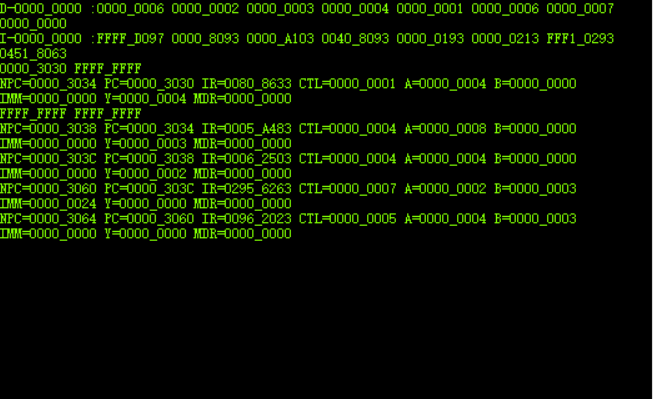 D-0000_0000 :0000_0006 0000_0002 0000_0003 0000_0004 0000_0001 0000_0006 0000_0007
0000_0000
I-0000_0000 :FFFF_D097 0000_8093 0000_A103 0040_8093 0000_0193 0000_0213 FFF1_0293
0451_8063
0000_3030 FFFF_FFFF
NPC=0000_3034 PC=0000_3030 IR=0080_8633 CTL=0000_0001 A=0000_0004 B=0000_0000
IMM=0000_0000 Y=0000_0004 MDR=0000_0000
FFFF_FFFF FFFF_FFFF
NPC=0000_3038 PC=0000_3034 IR=0005_A483 CTL=0000_0004 A=0000_0008 B=0000_0000
IMM=0000_0000 Y=0000_0003 MDR=0000_0000
NPC=0000_303C PC=0000_3038 IR=0006_2503 CTL=0000_0004 A=0000_0004 B=0000_0000
IMM=0000_0000 Y=0000_0002 MDR=0000_0000
NPC=0000_3060 PC=0000_303C IR=0295_6263 CTL=0000_0007 A=0000_0002 B=0000_0003
IMM=0000_0024 Y=0000_0000 MDR=0000_0000
NPC=0000_3064 PC=0000_3060 IR=0096_2023 CTL=0000_0005 A=0000_0004 B=0000_0003
IMM=0000_0000 Y=0000_0000 MDR=0000_0000